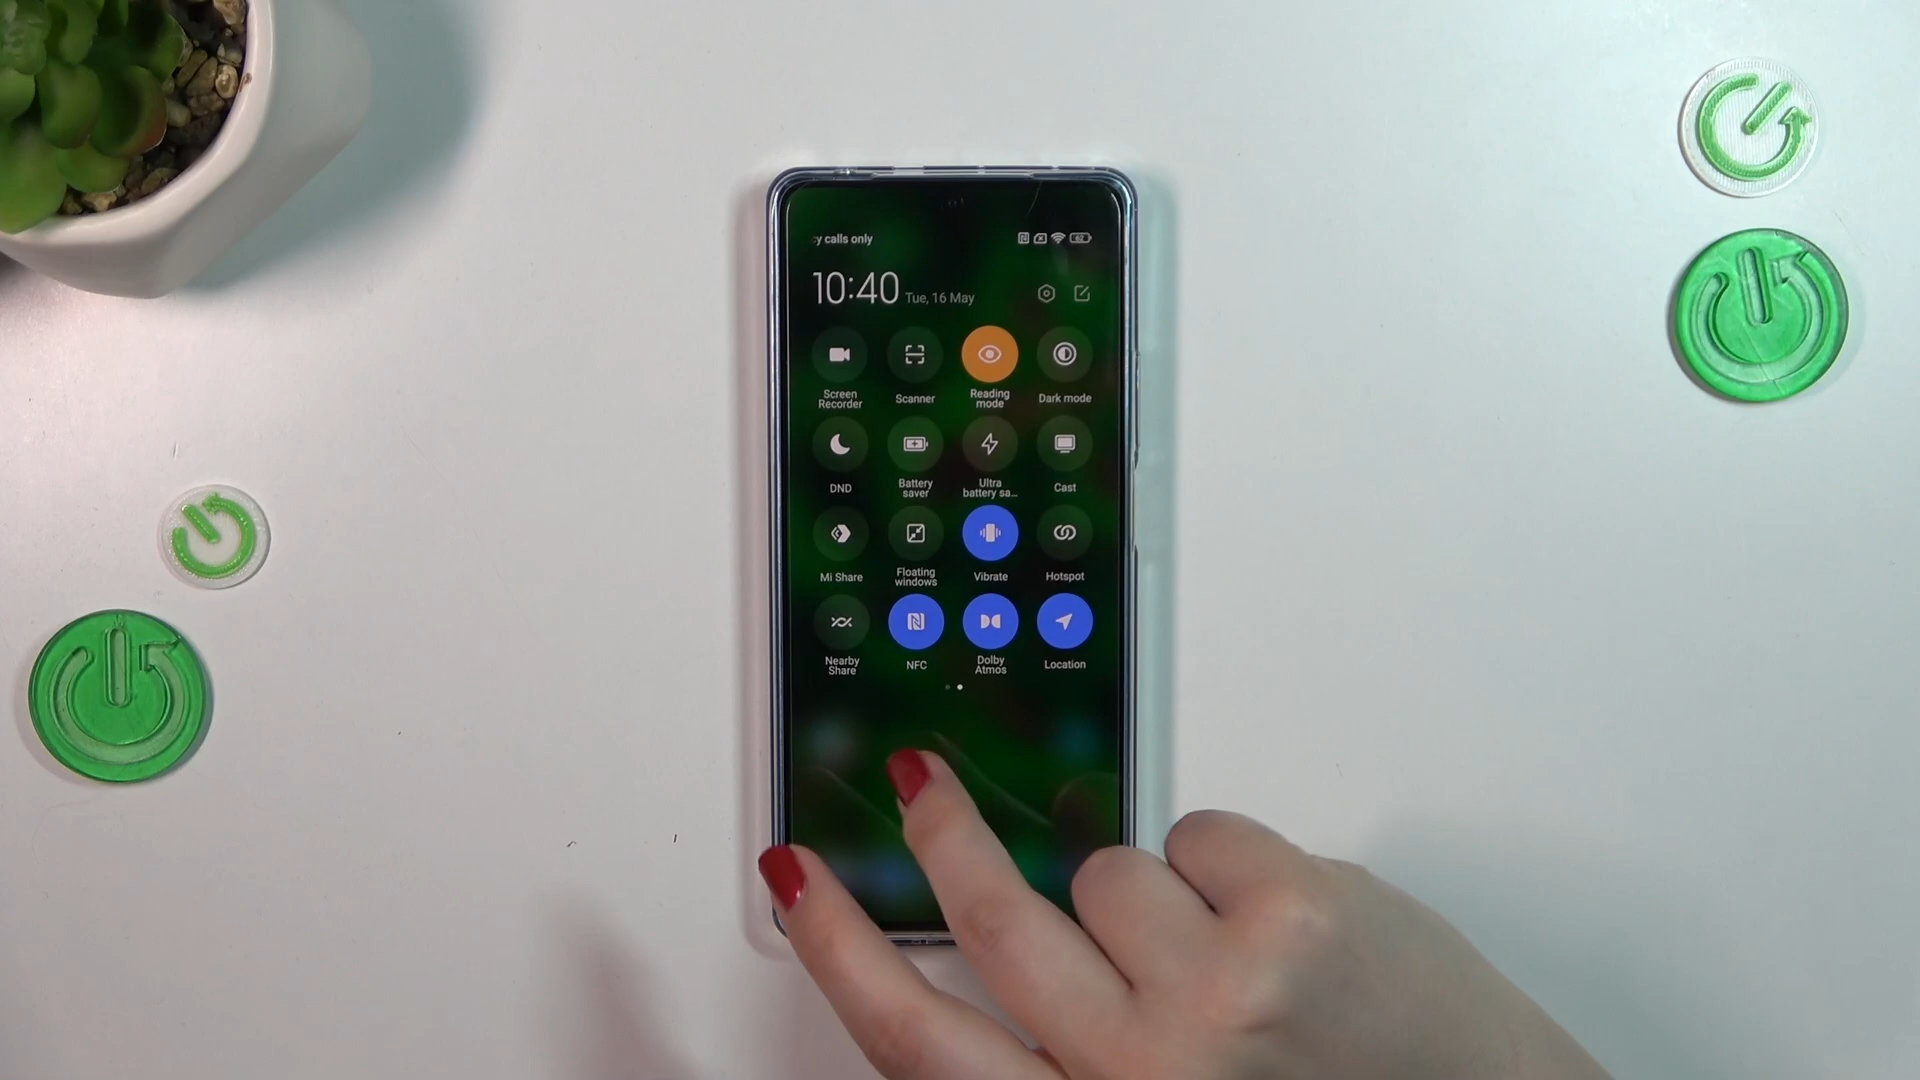 y calls only
62
10:40 Tue, 16 May
Screen
Recorder
Scanner
Reading
mode
Dark mode
DND
Battery
saver
Ultra
battery sa...
Cast
Mi Share
Floating
windows
Vibrate
Hotspot
Nearby
Share
NFC
Dolby
Atmos
Location